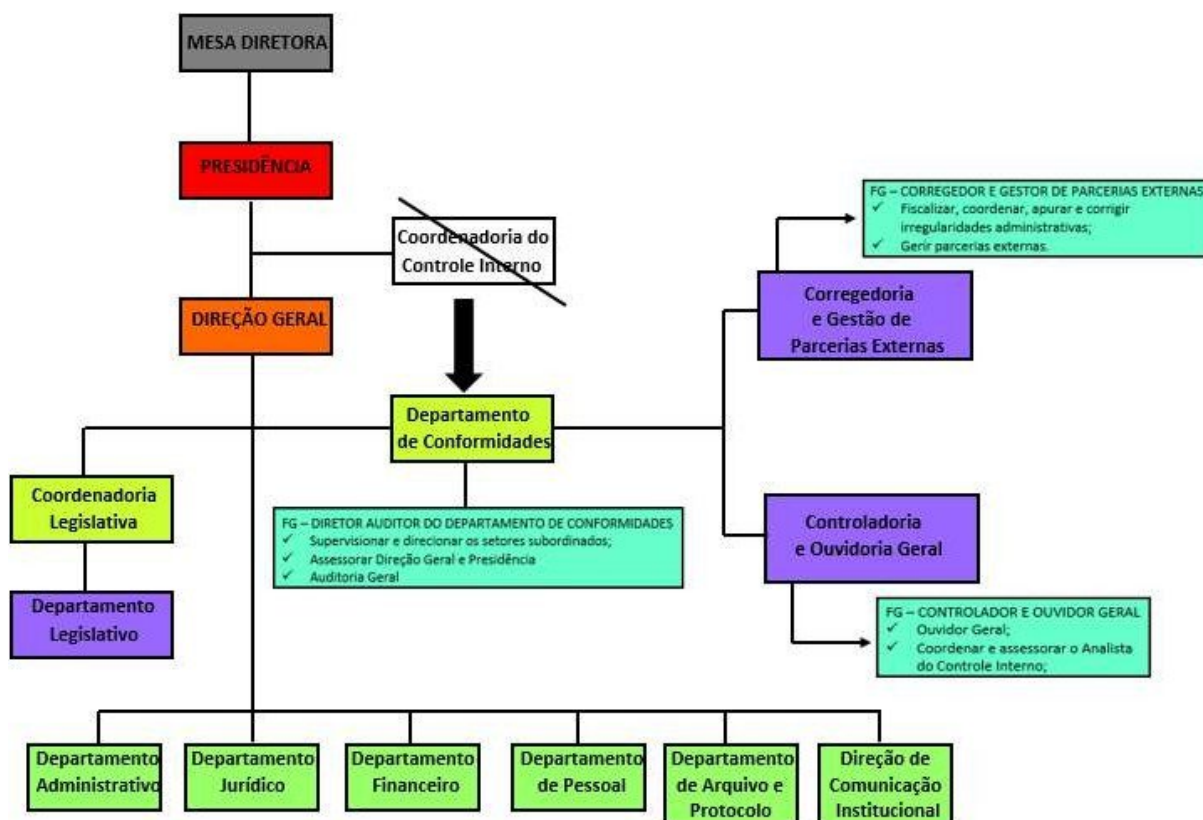 MESA DIRETORA
PRESIDÊNCIA
Coordenadoria do
Controle Interno
DIREÇÃO GERAL
FG – CORREGEDOR E GESTOR DE PARCERIAS EXTERNAS
✓ Fiscalizar, coordenar, apurar e corrigir
irregularidades administrativas;
✓ Gerir parcerias externas.
Corregedoria
e Gestão de
Parcerias Externas
Departamento
de Conformidades
Coordenadoria
Legislativa
FG – DIRETOR AUDITOR DO DEPARTAMENTO DE CONFORMIDADES
✓ Supervisionar e direcionar os setores subordinados;
✓ Assessorar Direção Geral e Presidência
✓ Auditoria Geral
Controladoria
e Ouvidoria Geral
Departamento
Legislativo
FG – CONTROLADOR E OUVIDOR GERAL
✓ Ouvidor Geral;
✓ Coordenar e assessorar o Analista
do Controle Interno;
Departamento
Administrativo
Departamento
Jurídico
Departamento
Financeiro
Departamento
de Pessoal
Departamento
de Arquivo e
Protocolo
Direção de
Comunicação
Institucional